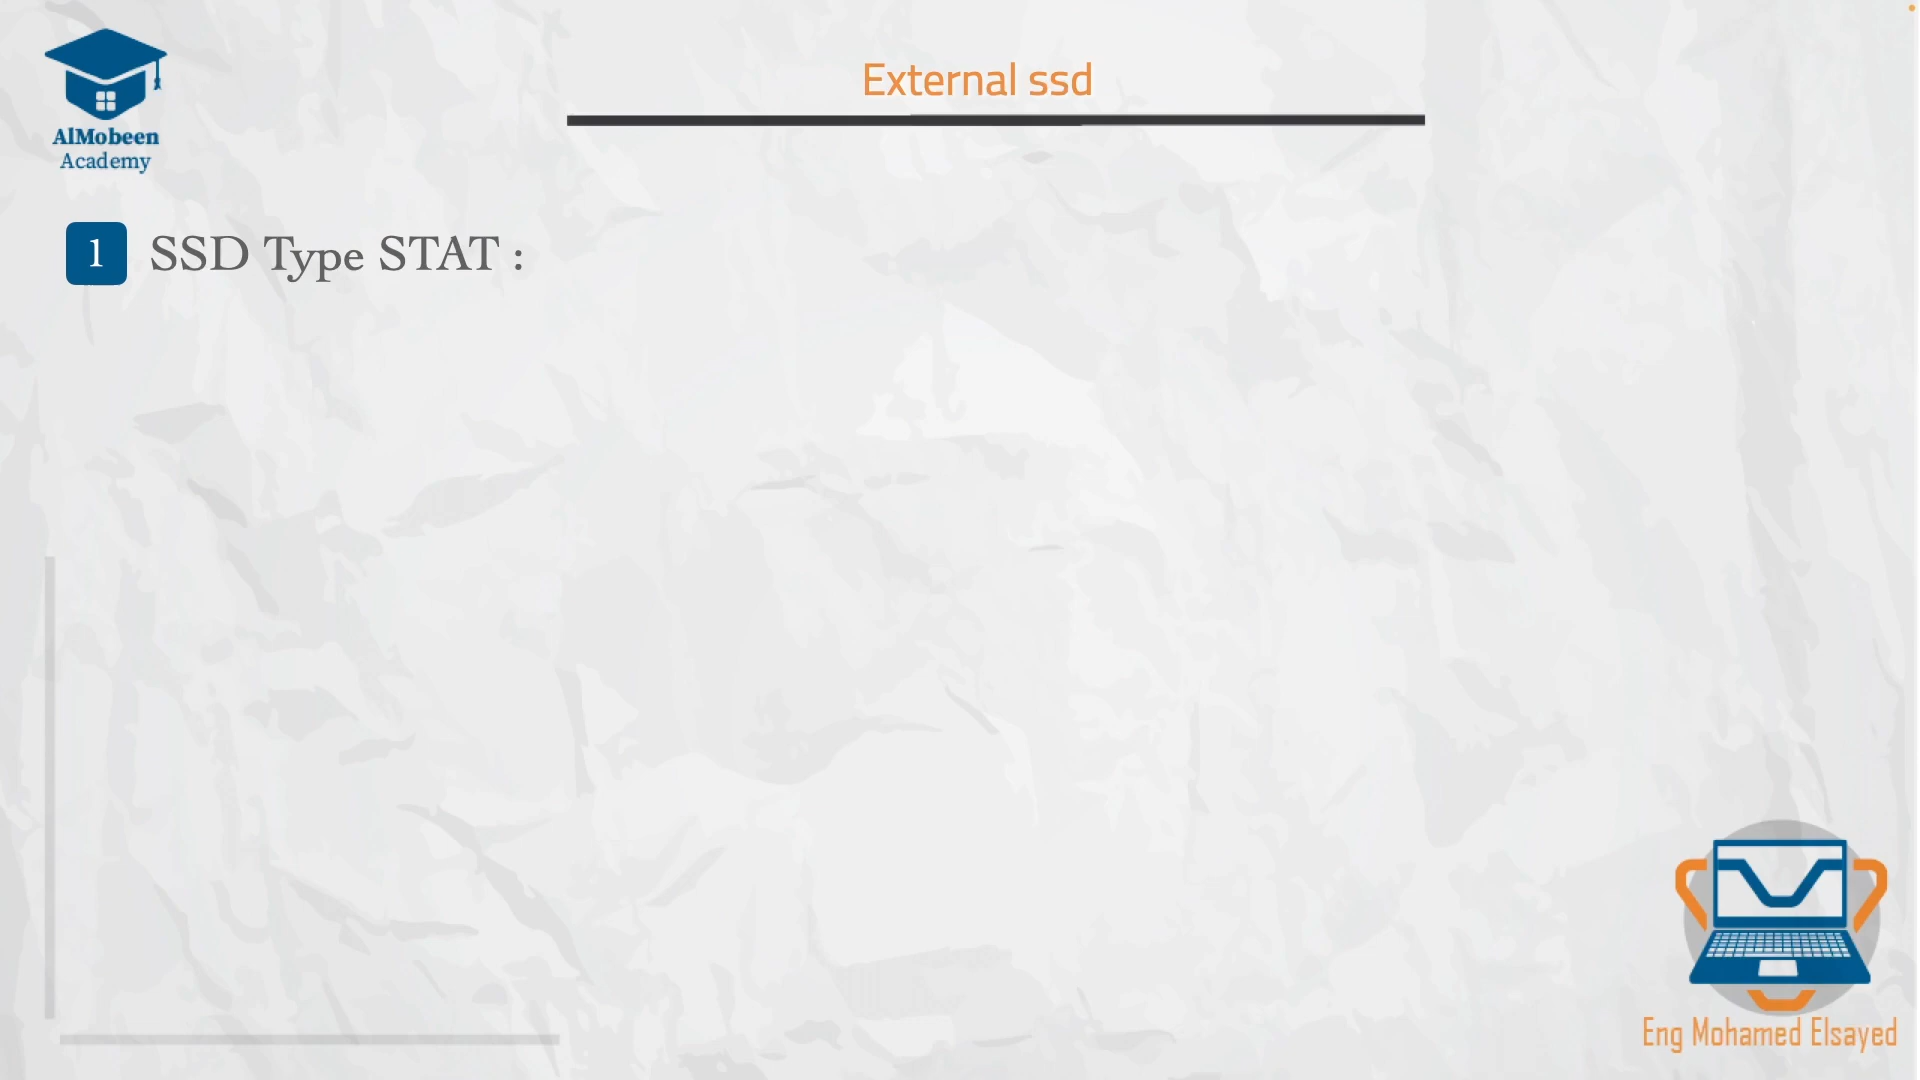 External ssd
AlMobeen
Academy
1 SSD Type STAT :
Eng Mohamed Elsayed